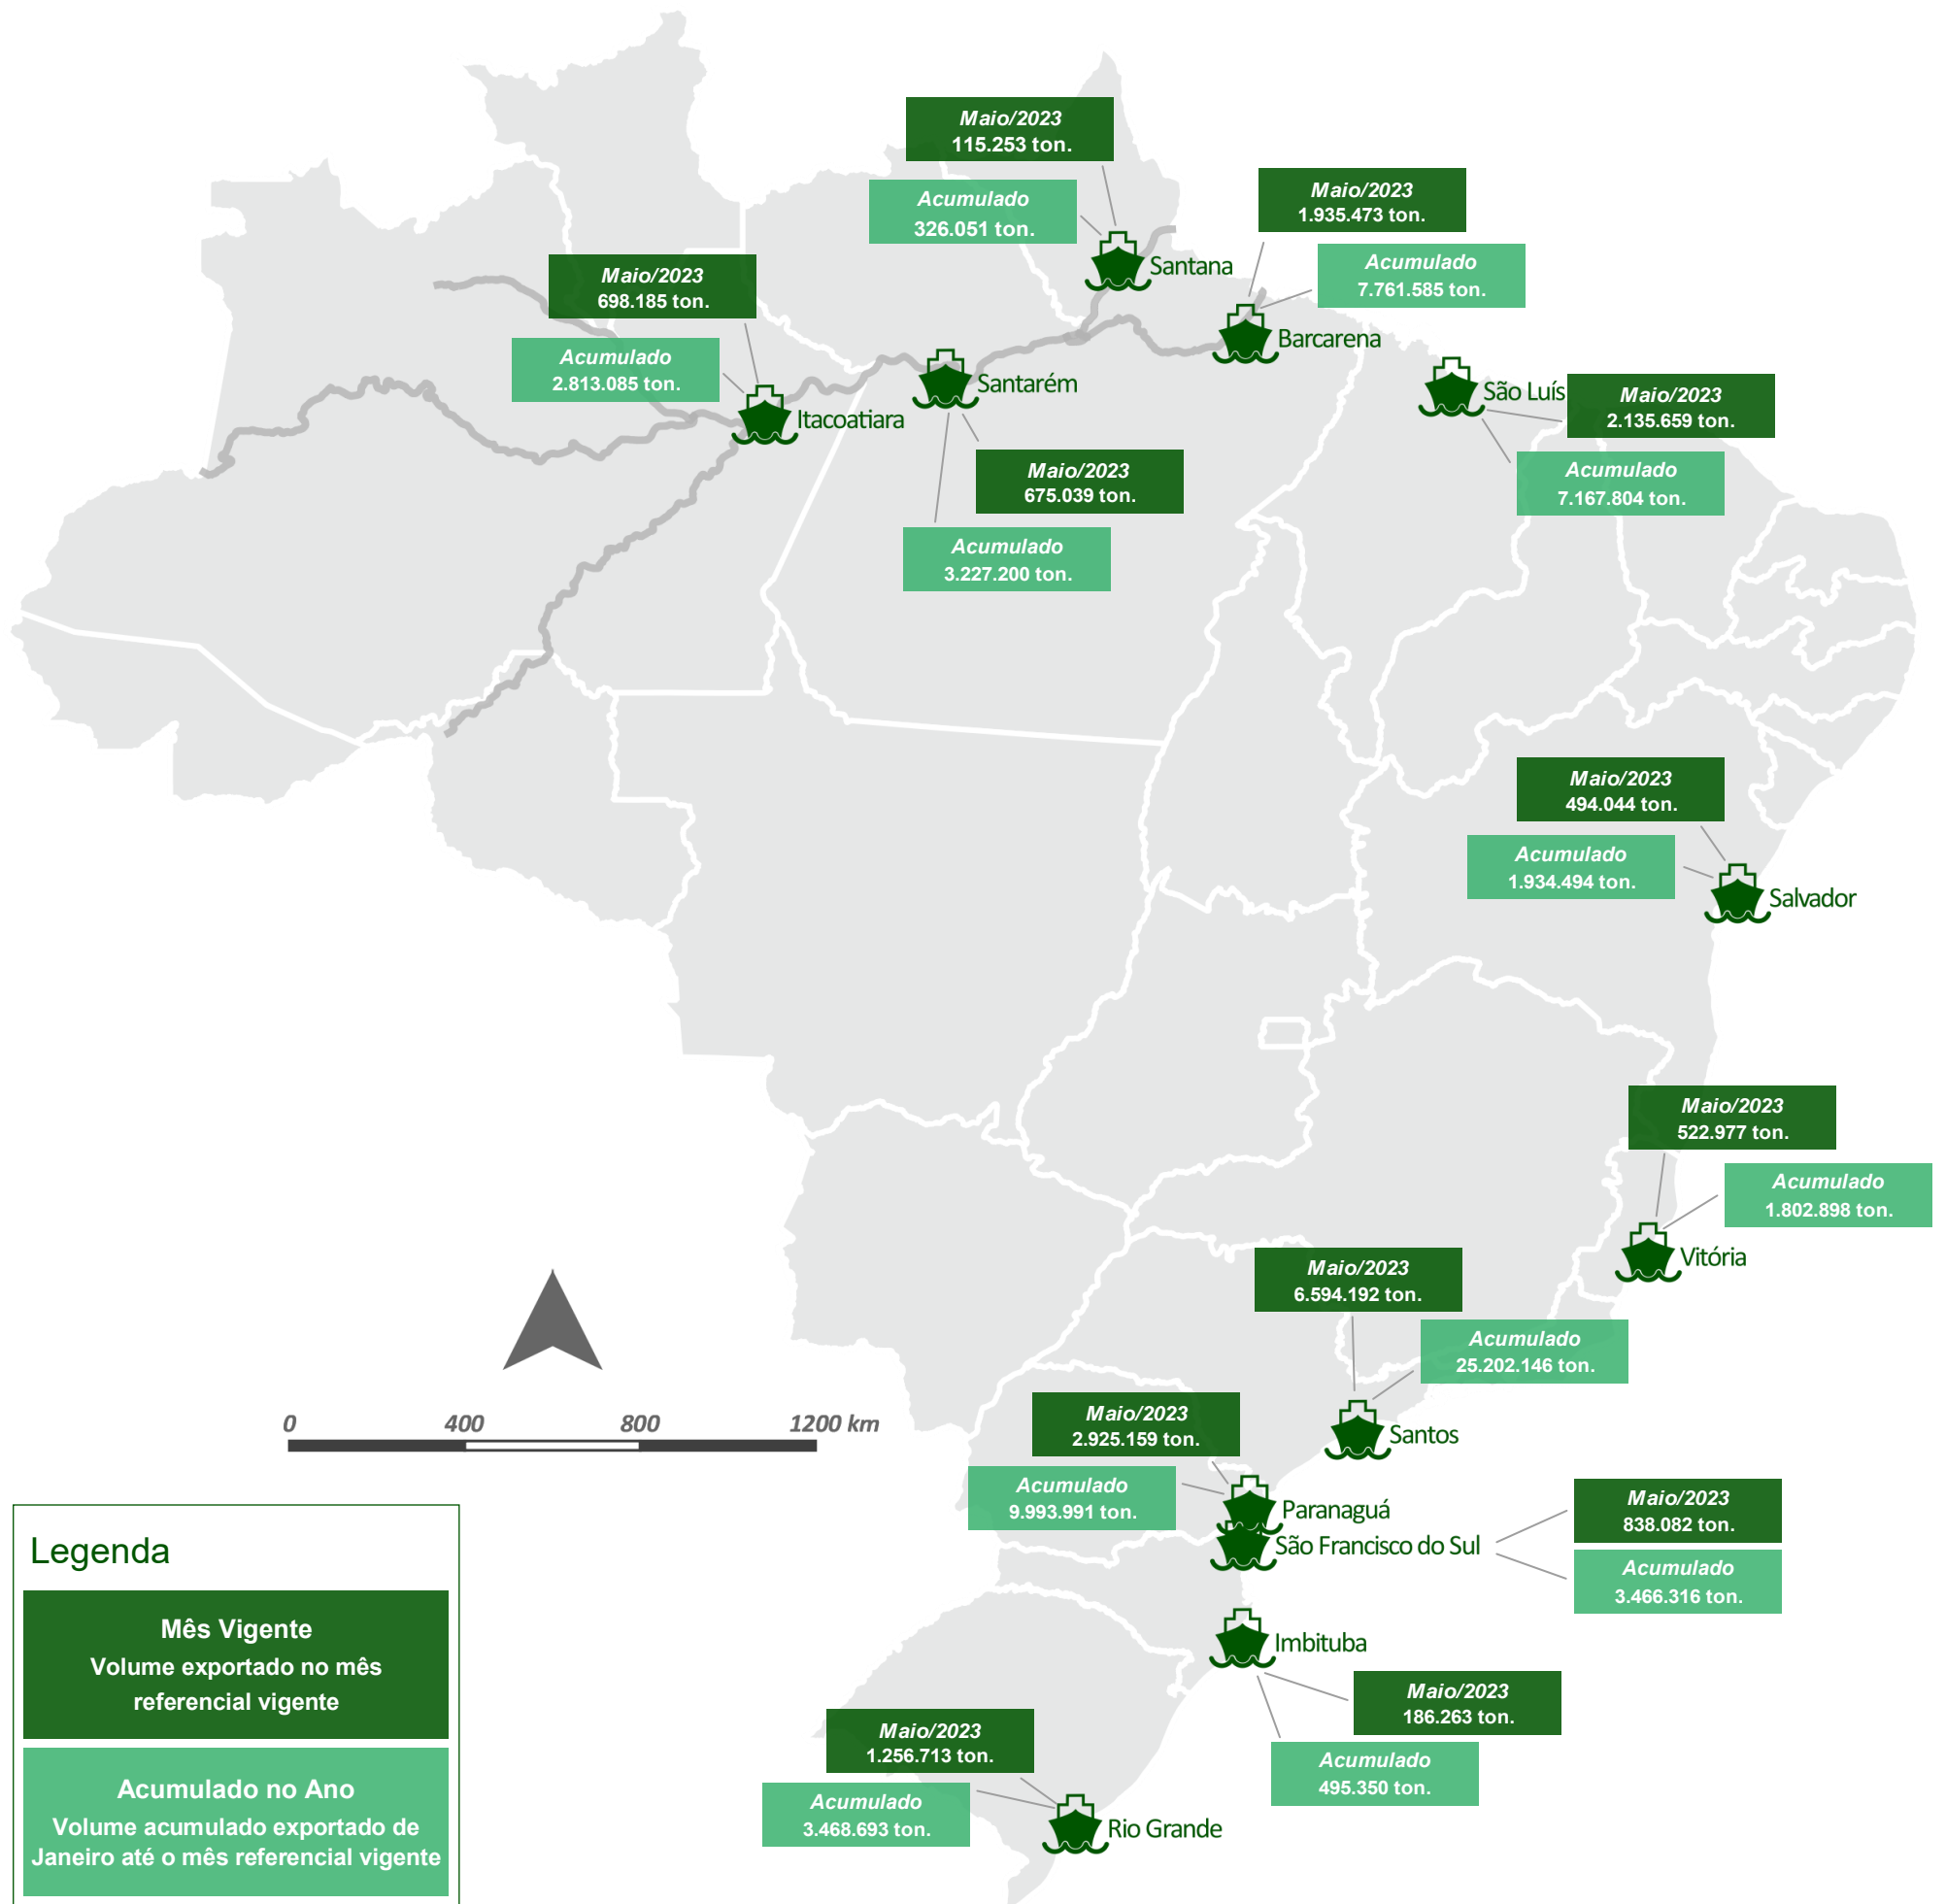 Maio/2023
115.253 ton.
Acumulado
326.051 ton.
Santana
Maio/2023
1.935.473 ton.
Acumulado
7.761.585 ton.
Barcarena
Maio/2023
698.185 ton.
Acumulado
2.813.085 ton.
Itacoatiara
Santarém
Maio/2023
675.039 ton.
Acumulado
3.227.200 ton.
São Luís
Maio/2023
2.135.659 ton.
Acumulado
7.167.804 ton.
Maio/2023
494.044 ton.
Acumulado
1.934.494 ton.
Salvador
Maio/2023
522.977 ton.
Acumulado
1.802.898 ton.
Vitória
Maio/2023
6.594.192 ton.
Acumulado
25.202.146 ton.
Santos
Maio/2023
2.925.159 ton.
Acumulado
9.993.991 ton.
Paranaguá
São Francisco do Sul
Maio/2023
838.082 ton.
Acumulado
3.466.316 ton.
Imbituba
Maio/2023
186.263 ton.
Acumulado
495.350 ton.
Maio/2023
1.256.713 ton.
Acumulado
3.468.693 ton.
Rio Grande
0 400 800 1200 km
Legenda
Mês Vigente
Volume exportado no mês
referencial vigente
Acumulado no Ano
Volume acumulado exportado de
Janeiro até o mês referencial vigente